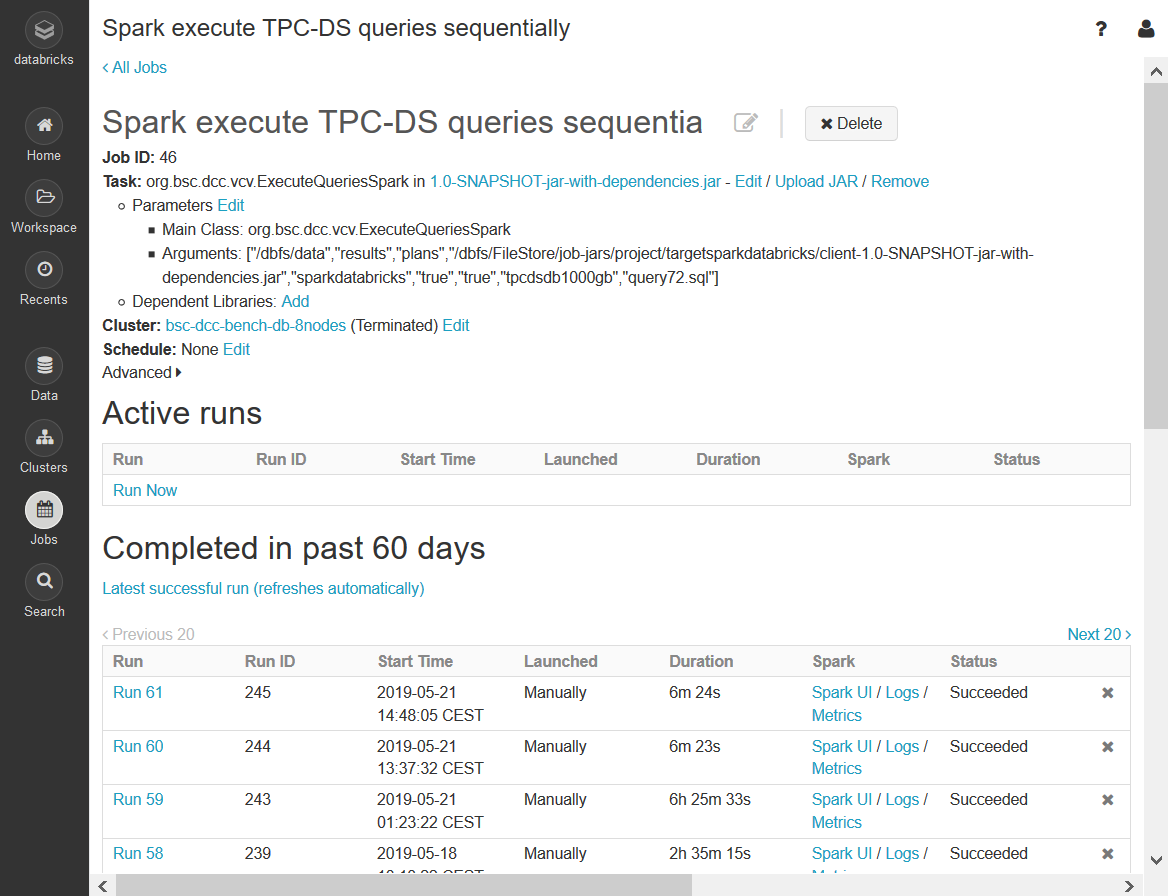 databricks
Home
Workspace
Recents
Data
Clusters
Jobs
Search
Spark execute TPC-DS queries sequentially
?
‹ All Jobs
Spark execute TPC-DS queries sequentia
✖ Delete
Job ID: 46
Task: org.bsc.dcc.vcv.ExecuteQueriesSpark in 1.0-SNAPSHOT-jar-with-dependencies.jar - Edit / Upload JAR / Remove
Parameters Edit
Main Class: org.bsc.dcc.vcv.ExecuteQueriesSpark
Arguments: ["/dbfs/data","results","plans","/dbfs/FileStore/job-jars/project/targetsparkdatabricks/client-1.0-SNAPSHOT-jar-with-
dependencies.jar","sparkdatabricks","true","true","tpcdsdb1000gb","query72.sql"]
Dependent Libraries: Add
Cluster: bsc-dcc-bench-db-8nodes (Terminated) Edit
Schedule: None Edit
Advanced
Active runs
Run Run ID Start Time Launched Duration Spark Status
Run Now
Completed in past 60 days
Latest successful run (refreshes automatically)
‹ Previous 20 Next 20 ›
Run Run ID Start Time Launched Duration Spark Status
Run 61 245 2019-05-21 Manually 6m 24s Spark UI / Logs / Succeeded
14:48:05 CEST Metrics
Run 60 244 2019-05-21 Manually 6m 23s Spark UI / Logs / Succeeded
13:37:32 CEST Metrics
Run 59 243 2019-05-21 Manually 6h 25m 33s Spark UI / Logs / Succeeded
01:23:22 CEST Metrics
Run 58 239 2019-05-18 Manually 2h 35m 15s Spark UI / Logs / Succeeded